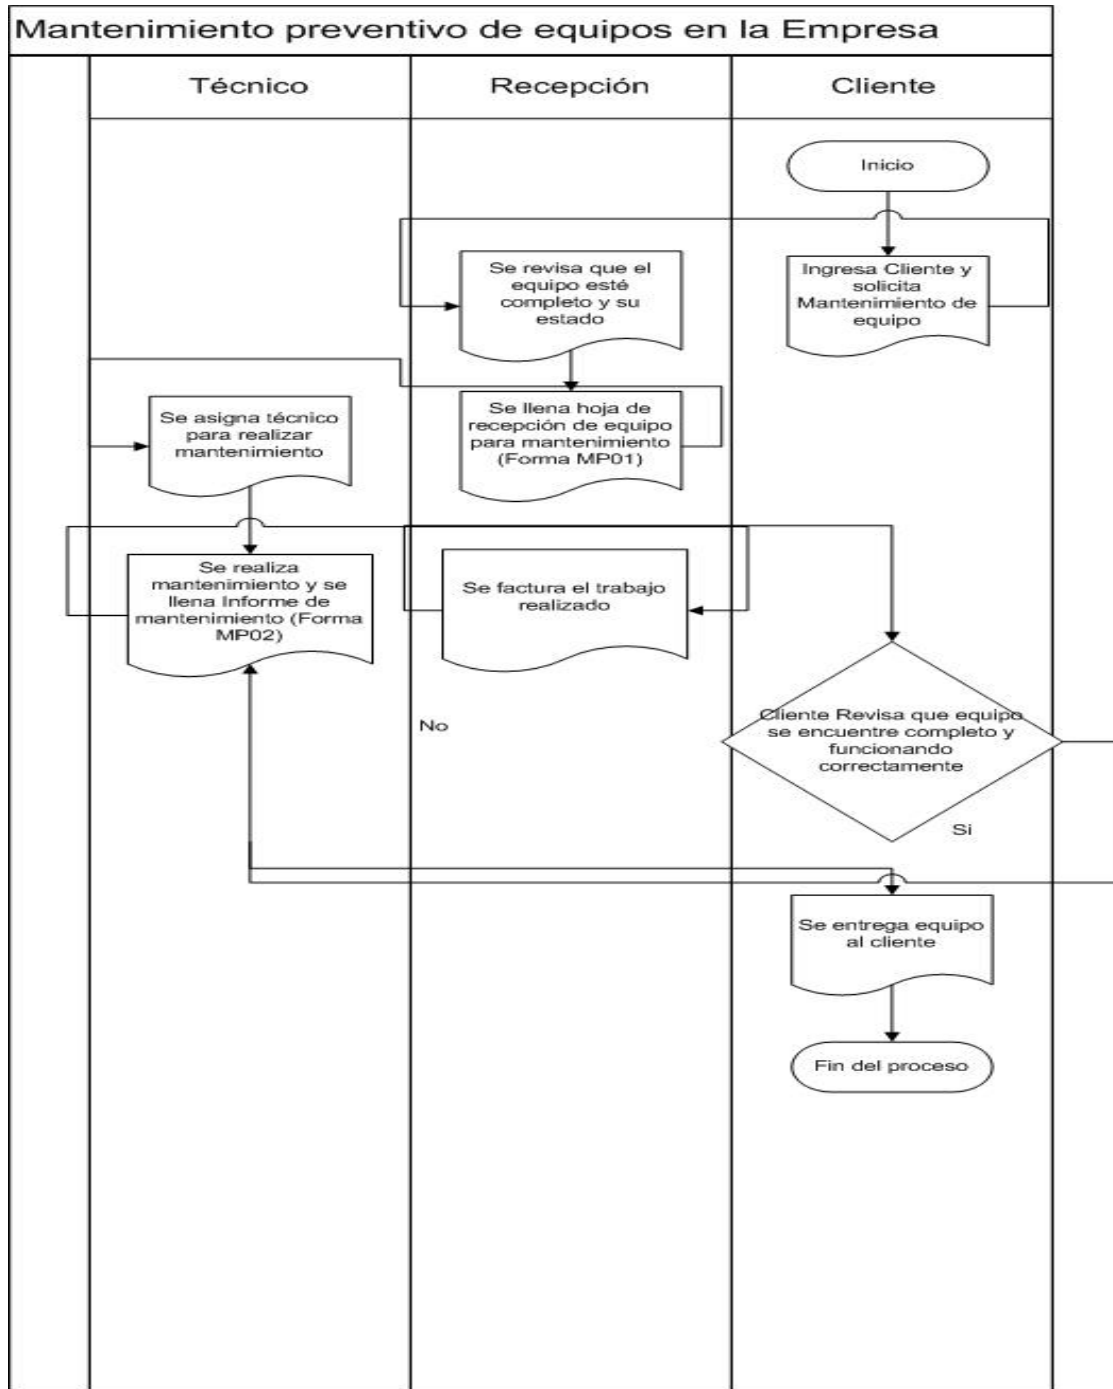 Mantenimiento preventivo de equipos en la Empresa
Técnico
Recepción
Cliente
Inicio
Ingresa Cliente y
solicita
Mantenimiento de
equipo
Se revisa que el
equipo esté
completo y su
estado
Se llena hoja de
recepción de equipo
para mantenimiento
(Forma MP01)
Se asigna técnico
para realizar
mantenimiento
Se realiza
mantenimiento y se
llena Informe de
mantenimiento (Forma
MP02)
Se factura el trabajo
realizado
Cliente Revisa que equipo
se encuentre completo y
funcionando
correctamente
No
Si
Se entrega equipo
al cliente
Fin del proceso